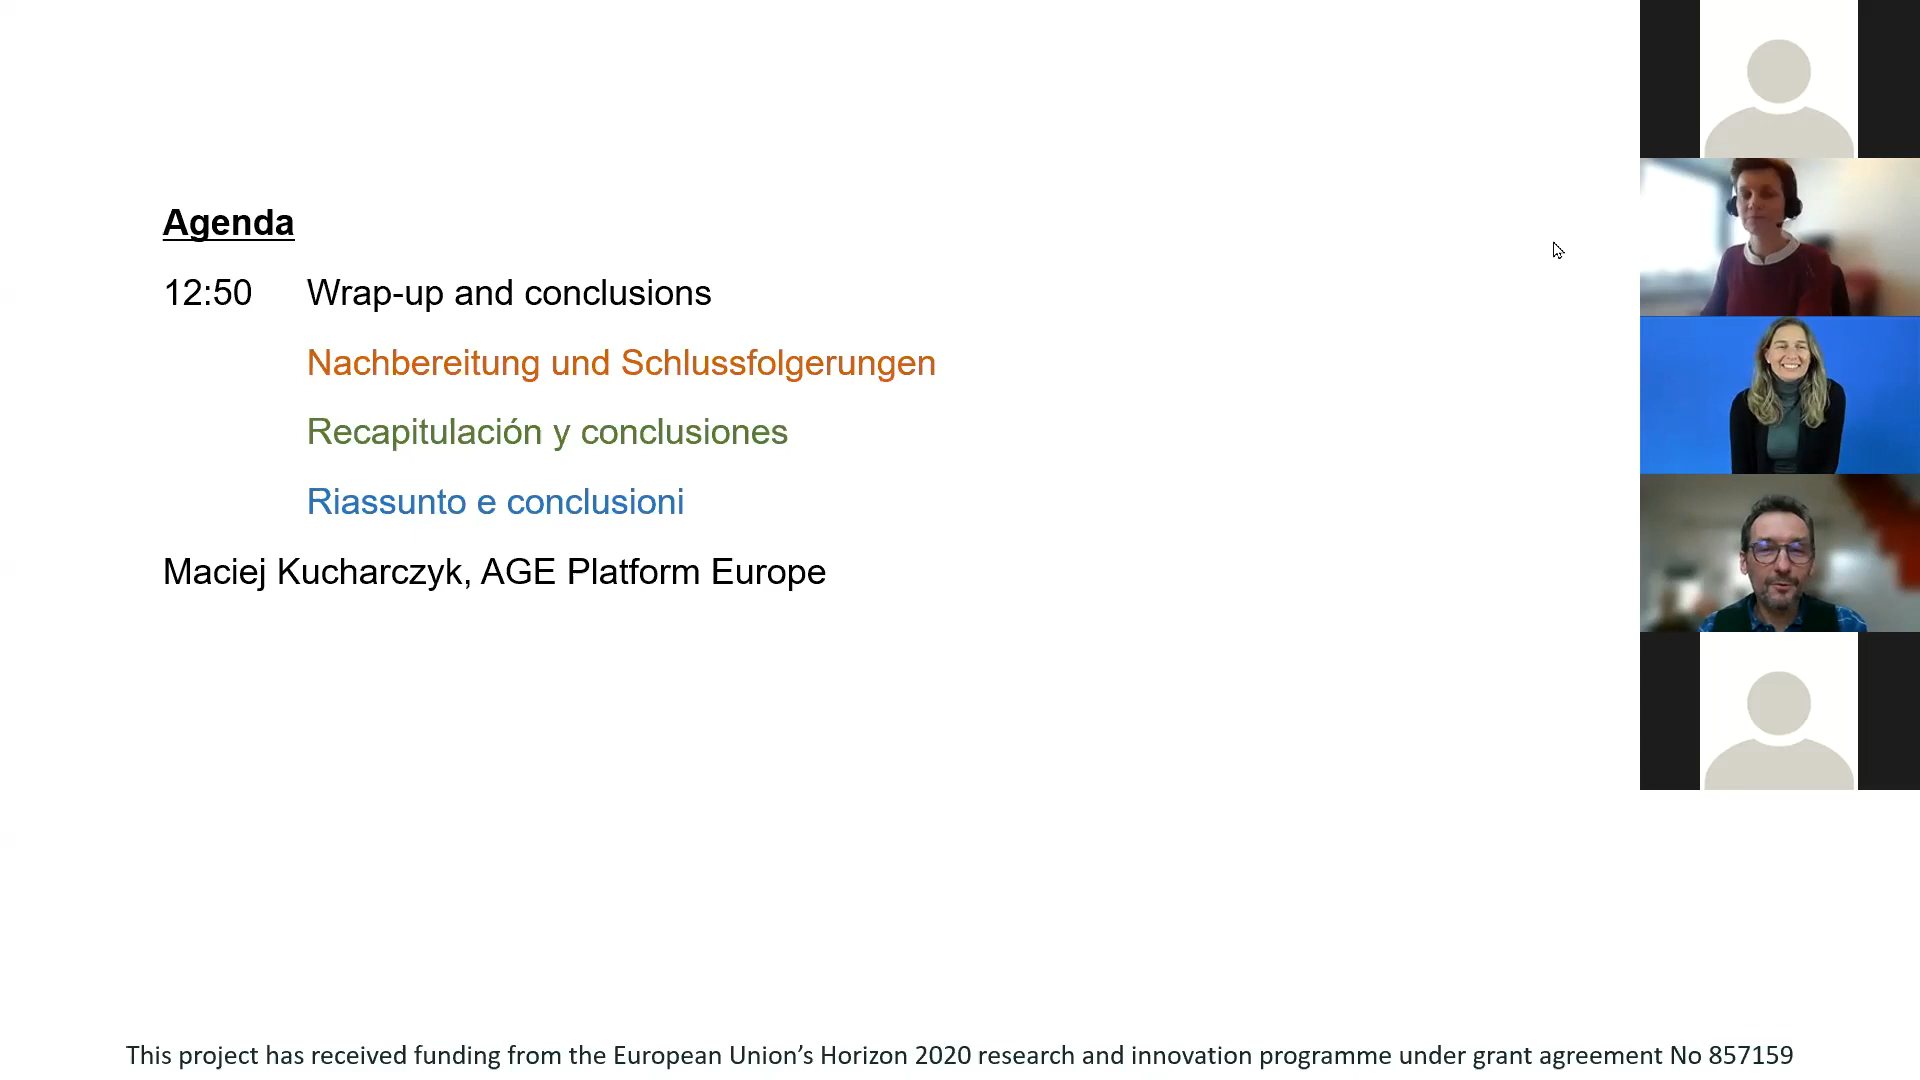 Agenda
12:50 Wrap-up and conclusions
Nachbereitung und Schlussfolgerungen
Recapitulación y conclusiones
Riassunto e conclusioni
Maciej Kucharczyk, AGE Platform Europe
This project has received funding from the European Union’s Horizon 2020 research and innovation programme under grant agreement No 857159